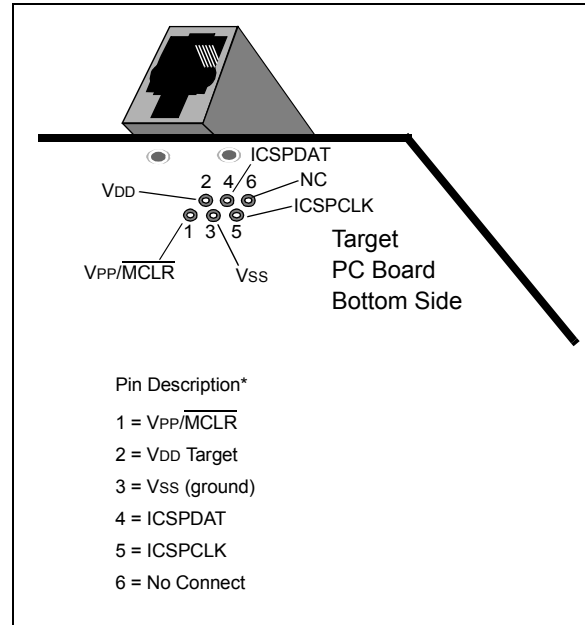 ICSPDAT
2 4 6 NC
VDD
ICSPCLK
1 3 5
Target
VPP/MCLR VSS
PC Board
Bottom Side
Pin Description*
1 = VPP/MCLR
2 = VDD Target
3 = VSS (ground)
4 = ICSPDAT
5 = ICSPCLK
6 = No Connect